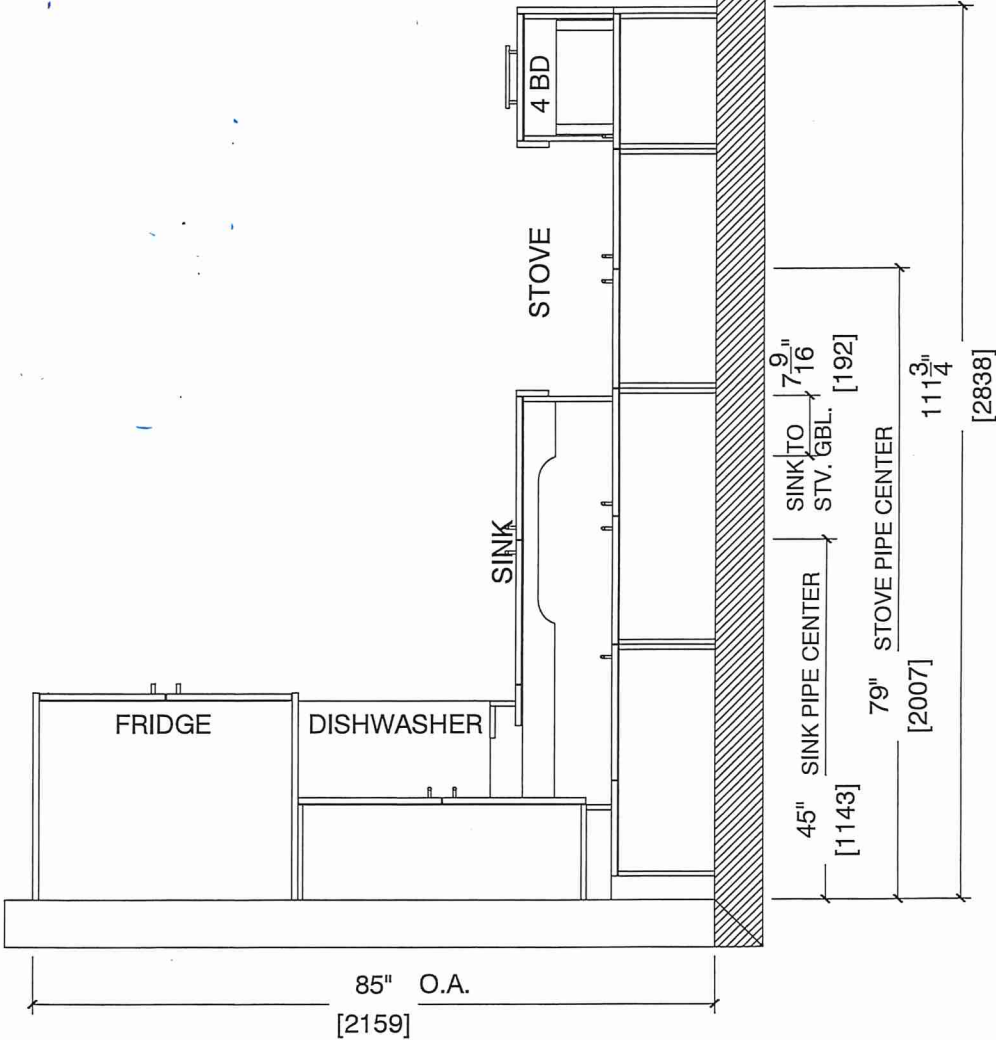 4 BD
STOVE
SINK
FRIDGE
DISHWASHER
7 9/16"
[192]
SINK TO
STV. GBL.
111 3/4"
[2838]
79" STOVE PIPE CENTER
[2007]
45" SINK PIPE CENTER
[1143]
85" O.A.
[2159]